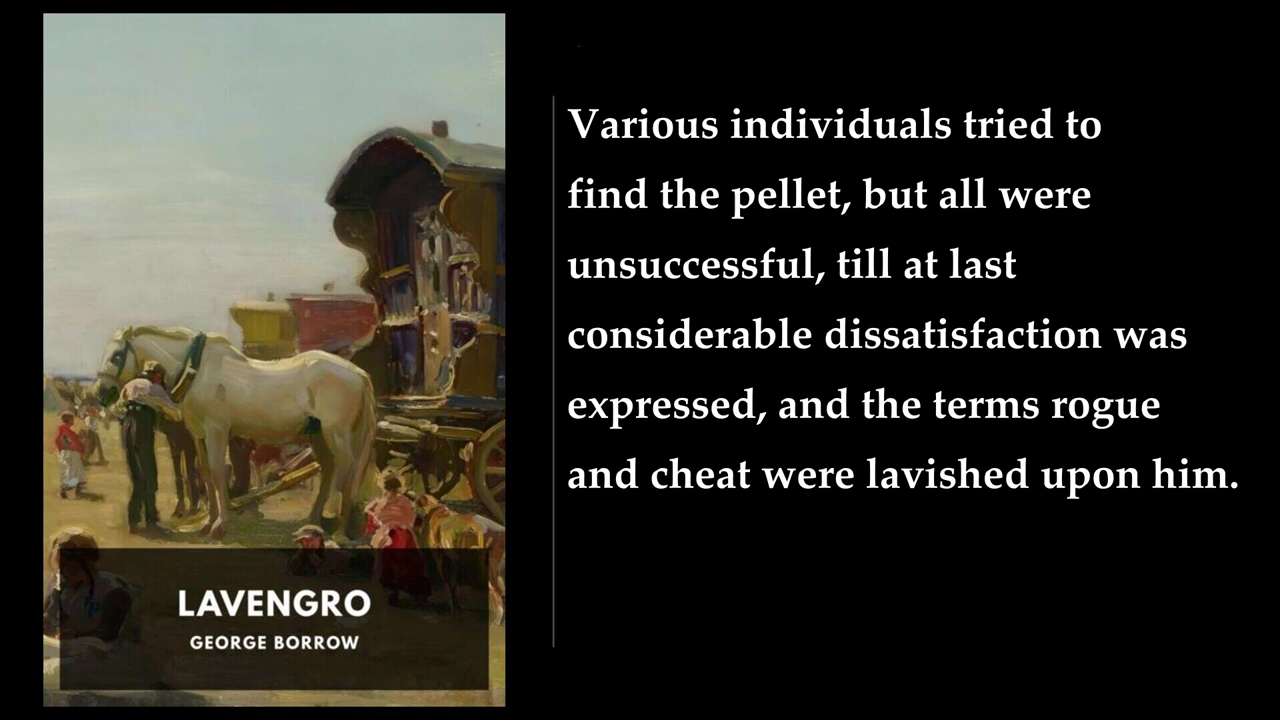 LAVENGRO
GEORGE BORROW
Various individuals tried to
find the pellet, but all were
unsuccessful, till at last
considerable dissatisfaction was
expressed, and the terms rogue
and cheat were lavished upon him.